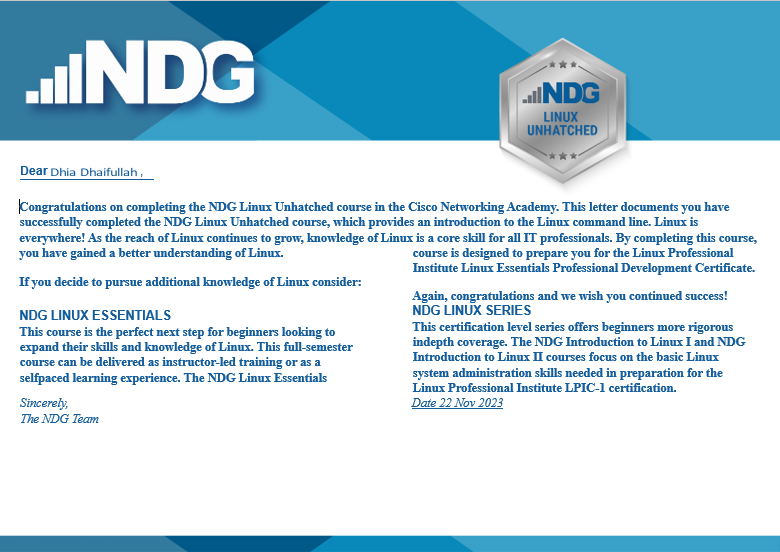 NDG
NDG
LINUX
UNHATCHED
Dear Dhia Dhaifullah ,
Congratulations on completing the NDG Linux Unhatched course in the Cisco Networking Academy. This letter documents you have
successfully completed the NDG Linux Unhatched course, which provides an introduction to the Linux command line. Linux is
everywhere! As the reach of Linux continues to grow, knowledge of Linux is a core skill for all IT professionals. By completing this course,
you have gained a better understanding of Linux.
If you decide to pursue additional knowledge of Linux consider:
NDG LINUX ESSENTIALS
This course is the perfect next step for beginners looking to
expand their skills and knowledge of Linux. This full-semester
course can be delivered as instructor-led training or as a
selfpaced learning experience. The NDG Linux Essentials
course is designed to prepare you for the Linux Professional
Institute Linux Essentials Professional Development Certificate.
Again, congratulations and we wish you continued success!
NDG LINUX SERIES
This certification level series offers beginners more rigorous
indepth coverage. The NDG Introduction to Linux I and NDG
Introduction to Linux II courses focus on the basic Linux
system administration skills needed in preparation for the
Linux Professional Institute LPIC-1 certification.
Sincerely,
The NDG Team
Date 22 Nov 2023